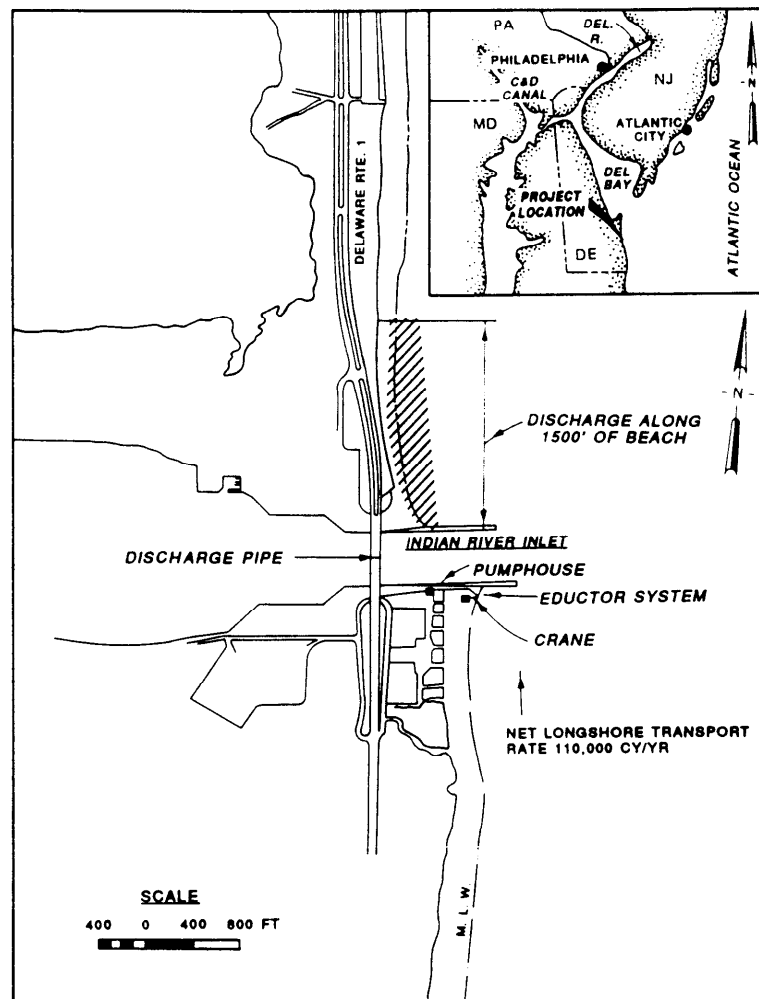 PA
DEL.
R.
PHILADELPHIA
C&D
CANAL
NJ
MD
ATLANTIC
CITY
DEL
BAY
PROJECT
LOCATION
DE
ATLANTIC OCEAN
-N-
DELAWARE RTE. 1
-N-
DISCHARGE ALONG
1500' OF BEACH
INDIAN RIVER INLET
DISCHARGE PIPE
PUMPHOUSE
EDUCTOR SYSTEM
CRANE
NET LONGSHORE TRANSPORT
RATE 110,000 CY/YR
M. L. W.
SCALE
400 0 400 800 FT